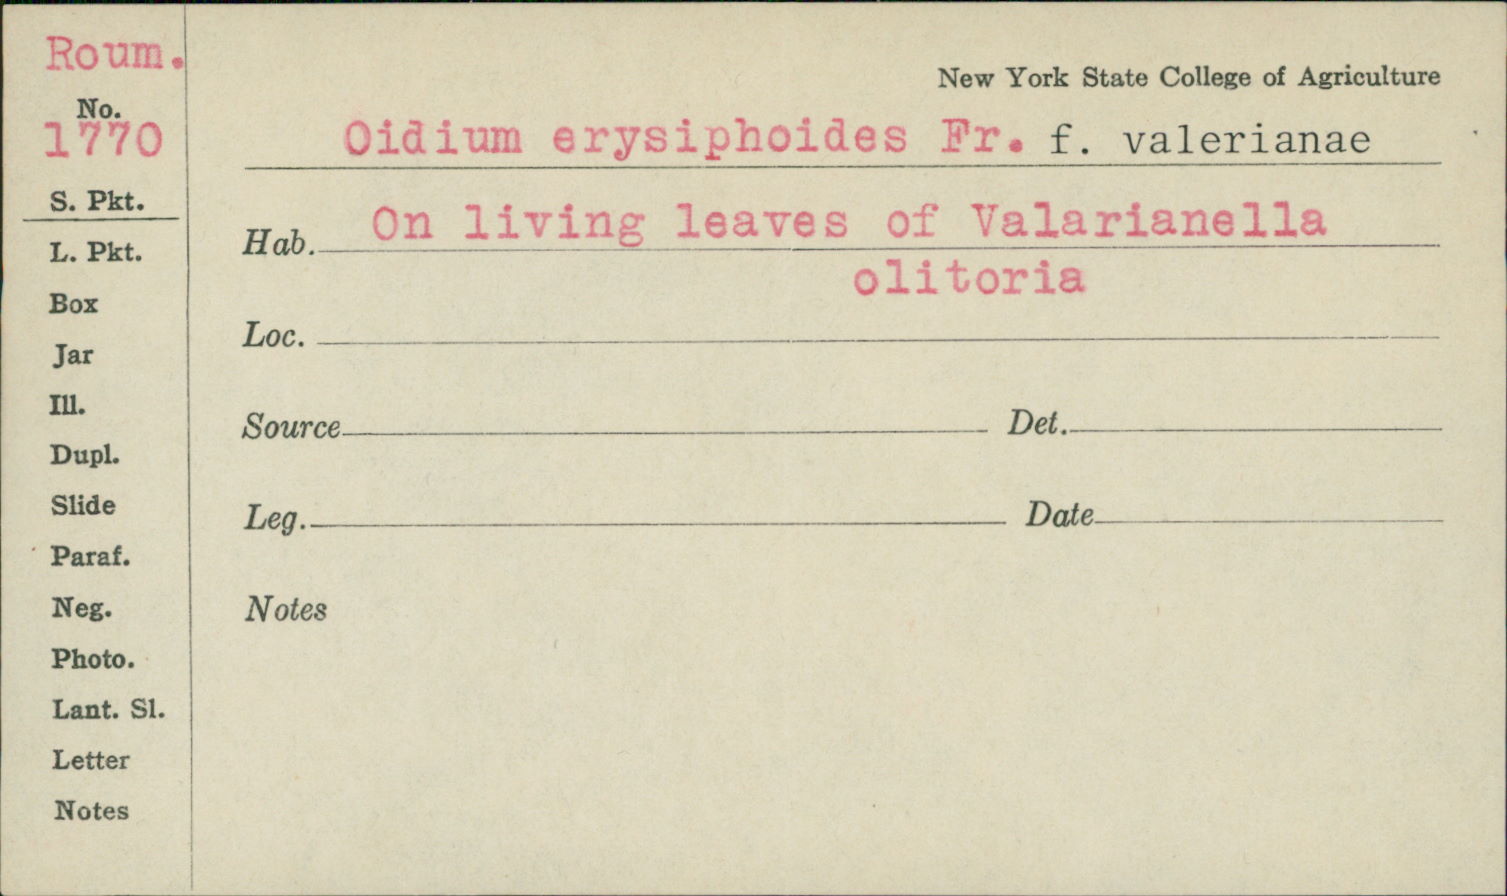 Roum.
No.
1770
S. Pkt.
L. Pkt.
Box
Jar
Ill.
Dupl.
Slide
Paraf.
Neg.
Photo.
Lant. Sl.
Letter
Notes
New York State College of Agriculture
Oidium erysiphoides Fr. f. valerianae
Hab. On living leaves of Valarianella
olitoria
Loc.
Source Det.
Leg. Date
Notes